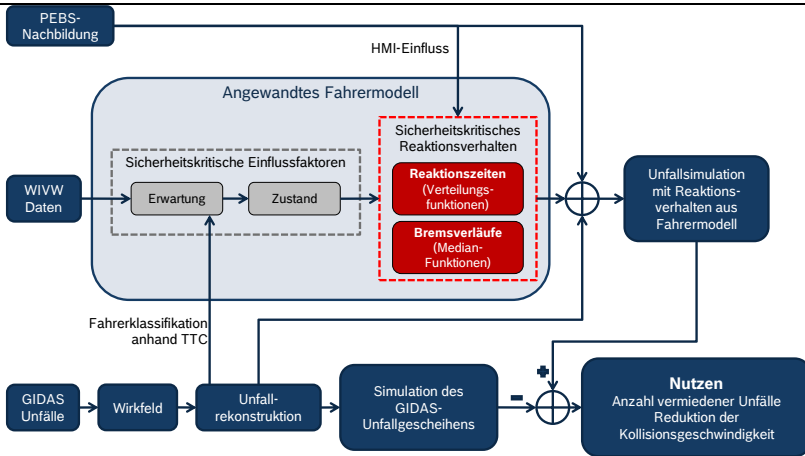 PEBS-
Nachbildung
HMI-Einfluss
Angewandtes Fahrermodell
Sicherheitskritische Einflussfaktoren
Sicherheitskritisches
Reaktionsverhalten
WIVW
Daten
Erwartung
Zustand
Reaktionszeiten
(Verteilungs-
funktionen)
Bremsverläufe
(Median-
Funktionen)
Unfallsimulation
mit Reaktions-
verhalten aus
Fahrermodell
Fahrerklassifikation
anhand TTC
GIDAS
Unfälle
Wirkfeld
Unfall-
rekonstruktion
Simulation des
GIDAS-
Unfallgescheihens
+
-
Nutzen
Anzahl vermiedener Unfälle
Reduktion der
Kollisionsgeschwindigkeit